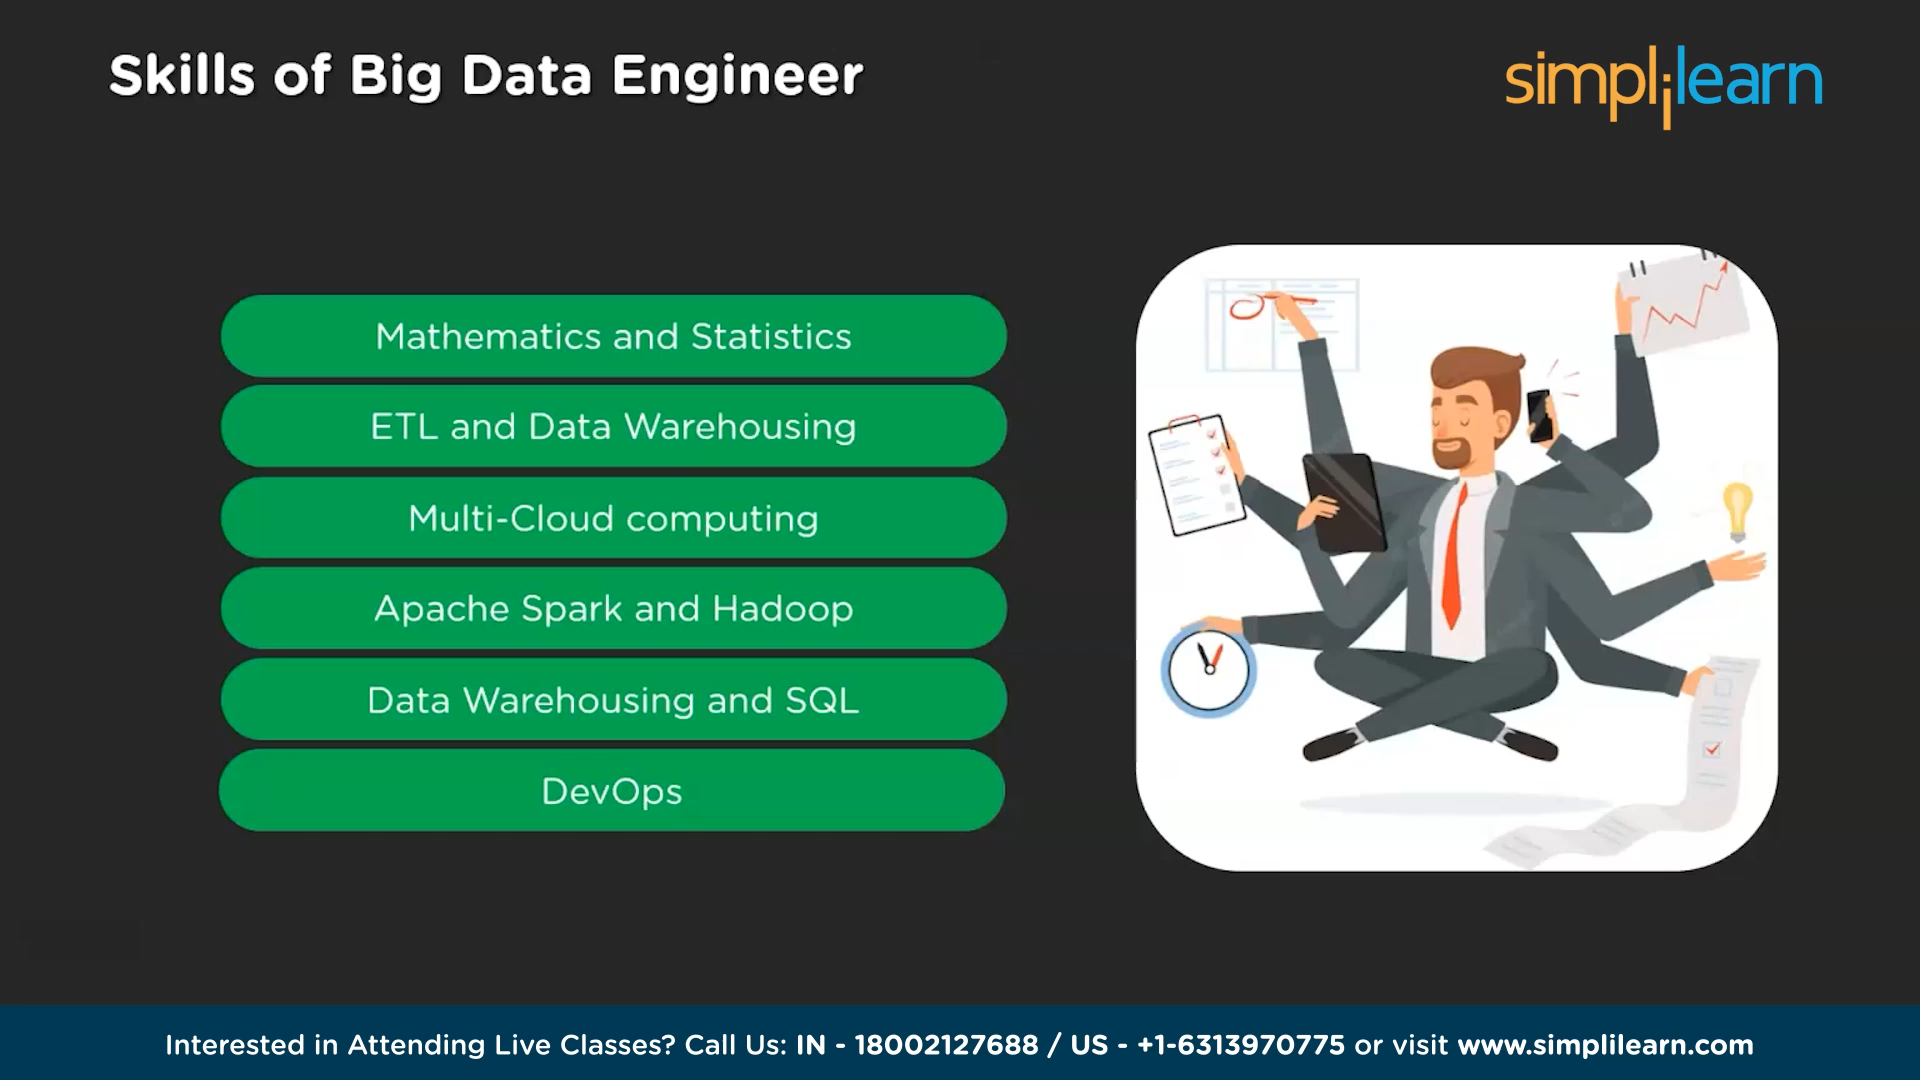 Skills of Big Data Engineer
simplilearn
Mathematics and Statistics
ETL and Data Warehousing
Multi-Cloud computing
Apache Spark and Hadoop
Data Warehousing and SQL
DevOps
Interested in Attending Live Classes? Call Us: IN - 18002127688 / US - +1-6313970775 or visit www.simplilearn.com